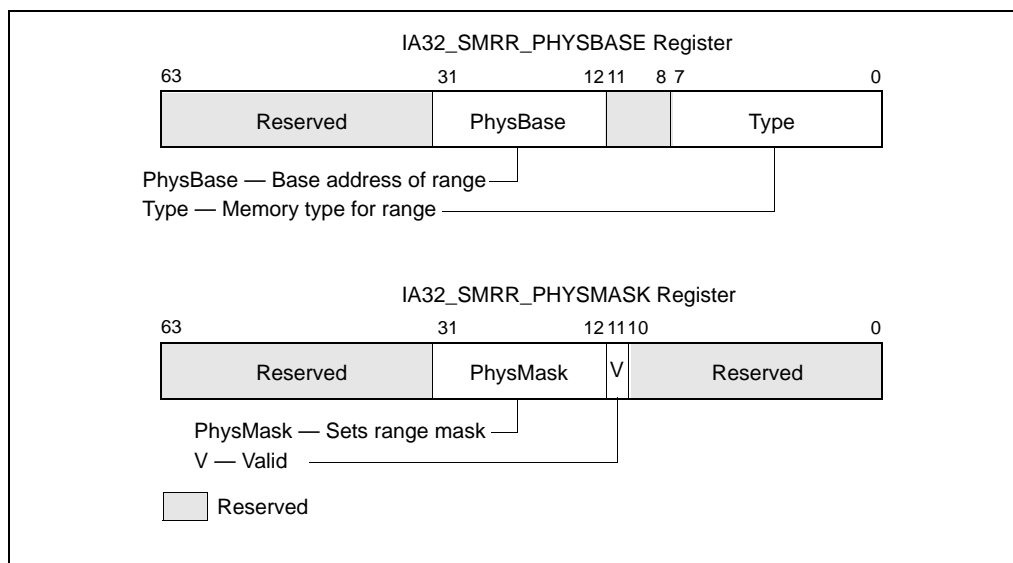 IA32_SMRR_PHYSBASE Register
63 31 12 11 8 7 0
Reserved PhysBase Type
PhysBase — Base address of range
Type — Memory type for range
IA32_SMRR_PHYSMASK Register
63 31 12 11 10 0
Reserved PhysMask V Reserved
PhysMask — Sets range mask
V — Valid
Reserved